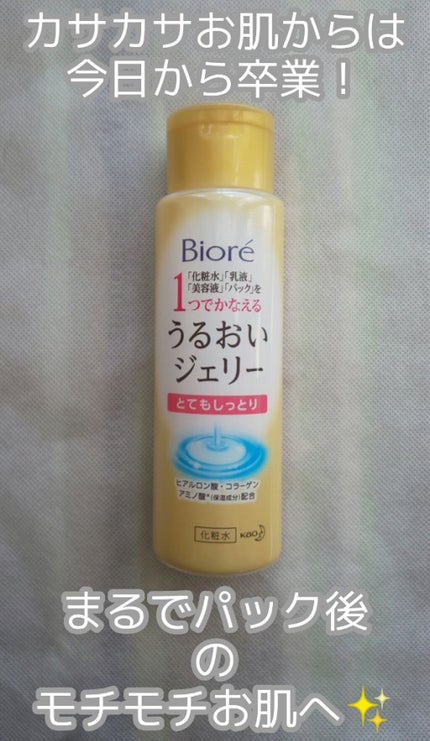 カサカサお肌からは
今日から卒業！
Bioré
「化粧水」「乳液」
「美容液」「パック」を
1つでかなえる
うるおい
ジェリー
とてもしっとり
ヒアルロン酸・コラーゲン
アミノ酸*(保湿成分)配合
化粧水 Kao
まるでパック後
の
モチモチお肌へ✨